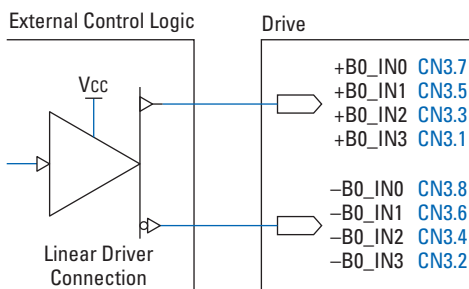 External Control Logic
Drive
Vcc
Linear Driver
Connection
+B0_IN0 CN3.7
+B0_IN1 CN3.5
+B0_IN2 CN3.3
+B0_IN3 CN3.1
–B0_IN0 CN3.8
–B0_IN1 CN3.6
–B0_IN2 CN3.4
–B0_IN3 CN3.2